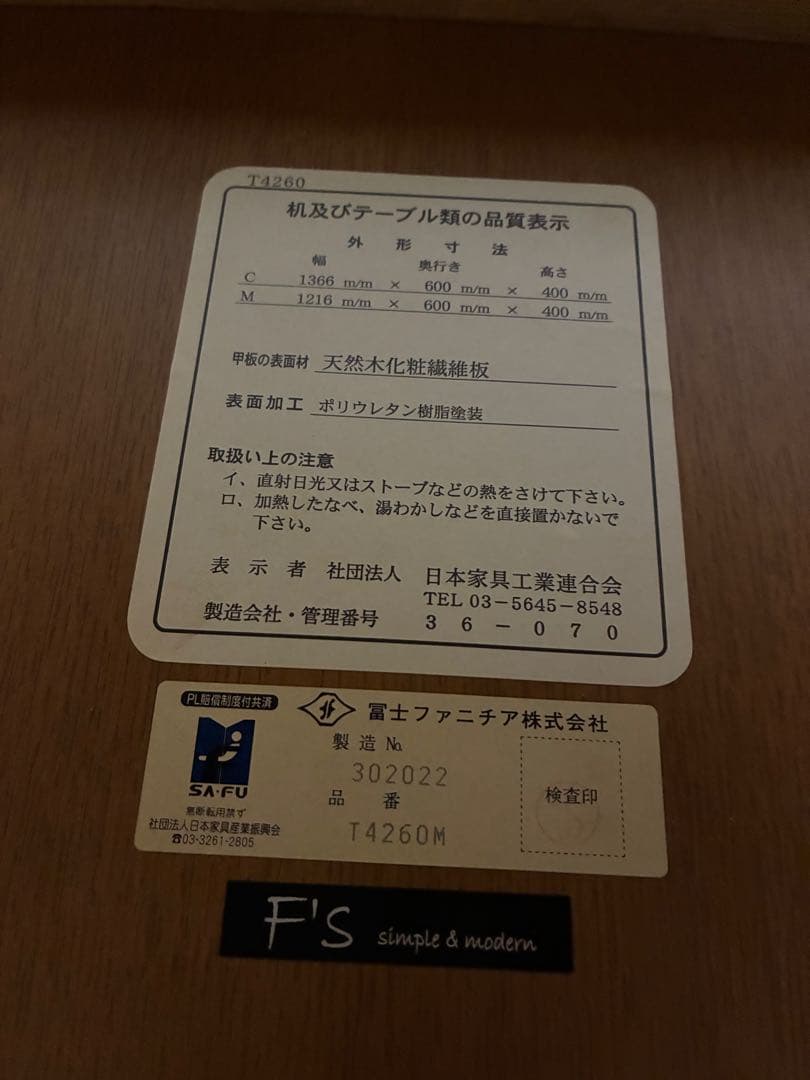 T4260
机及びテーブル類の品質表示
外形寸法
幅 奥行き 高さ
C 1366 m/m × 600 m/m × 400 m/m
M 1216 m/m × 600 m/m × 400 m/m
甲板の表面材 天然木化粧繊維板
表面加工 ポリウレタン樹脂塗装
取扱い上の注意
イ、直射日光又はストーブなどの熱をさけて下さい。
ロ、加熱したなべ、湯わかしなどを直接置かないで
下さい。
表示者 社団法人 日本家具工業連合会
TEL 03-5645-8548
製造会社・管理番号 36-070
PL賠償制度付共済
冨士ファニチア株式会社
製造 No.
302022
品番
T4260M
検査印
SA・FU
無断転用禁ず
社団法人日本家具産業振興会
☎03-3261-2805
F's simple & modern